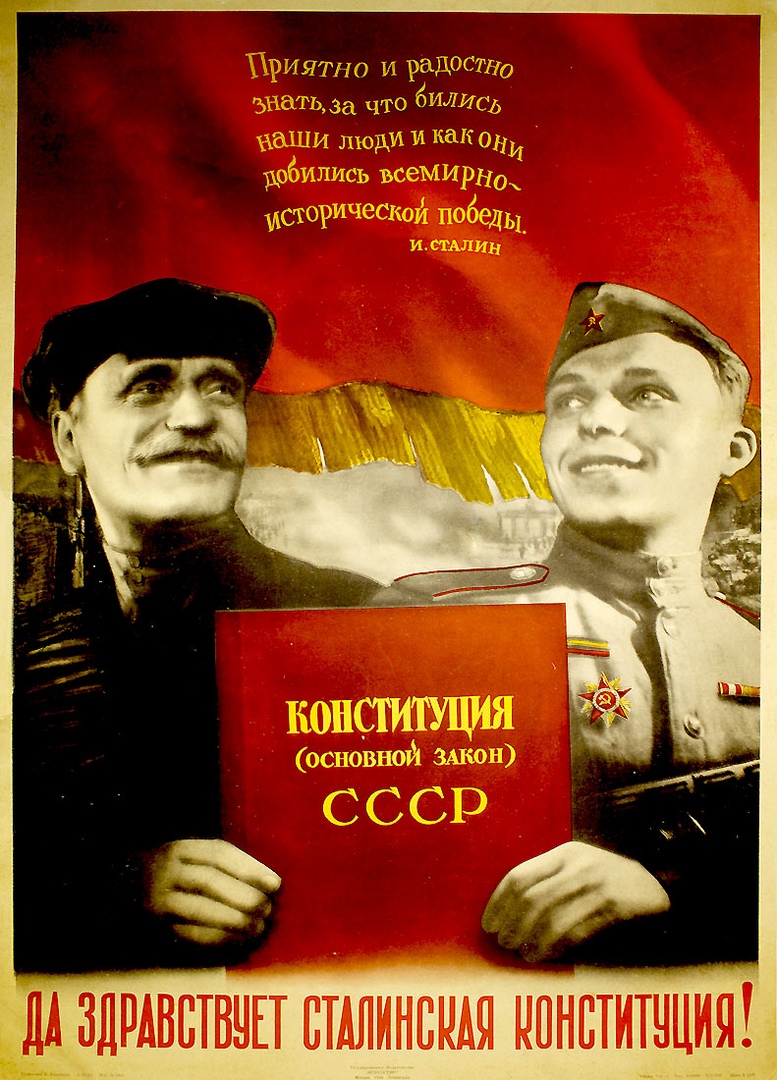 Приятно и радостно
знать, за что бились
наши люди и как они
добились всемирно-
исторической победы.
И. СТАЛИН
КОНСТИТУЦИЯ
(ОСНОВНОЙ ЗАКОН)
СССР
ДА ЗДРАВСТВУЕТ СТАЛИНСКАЯ КОНСТИТУЦИЯ!